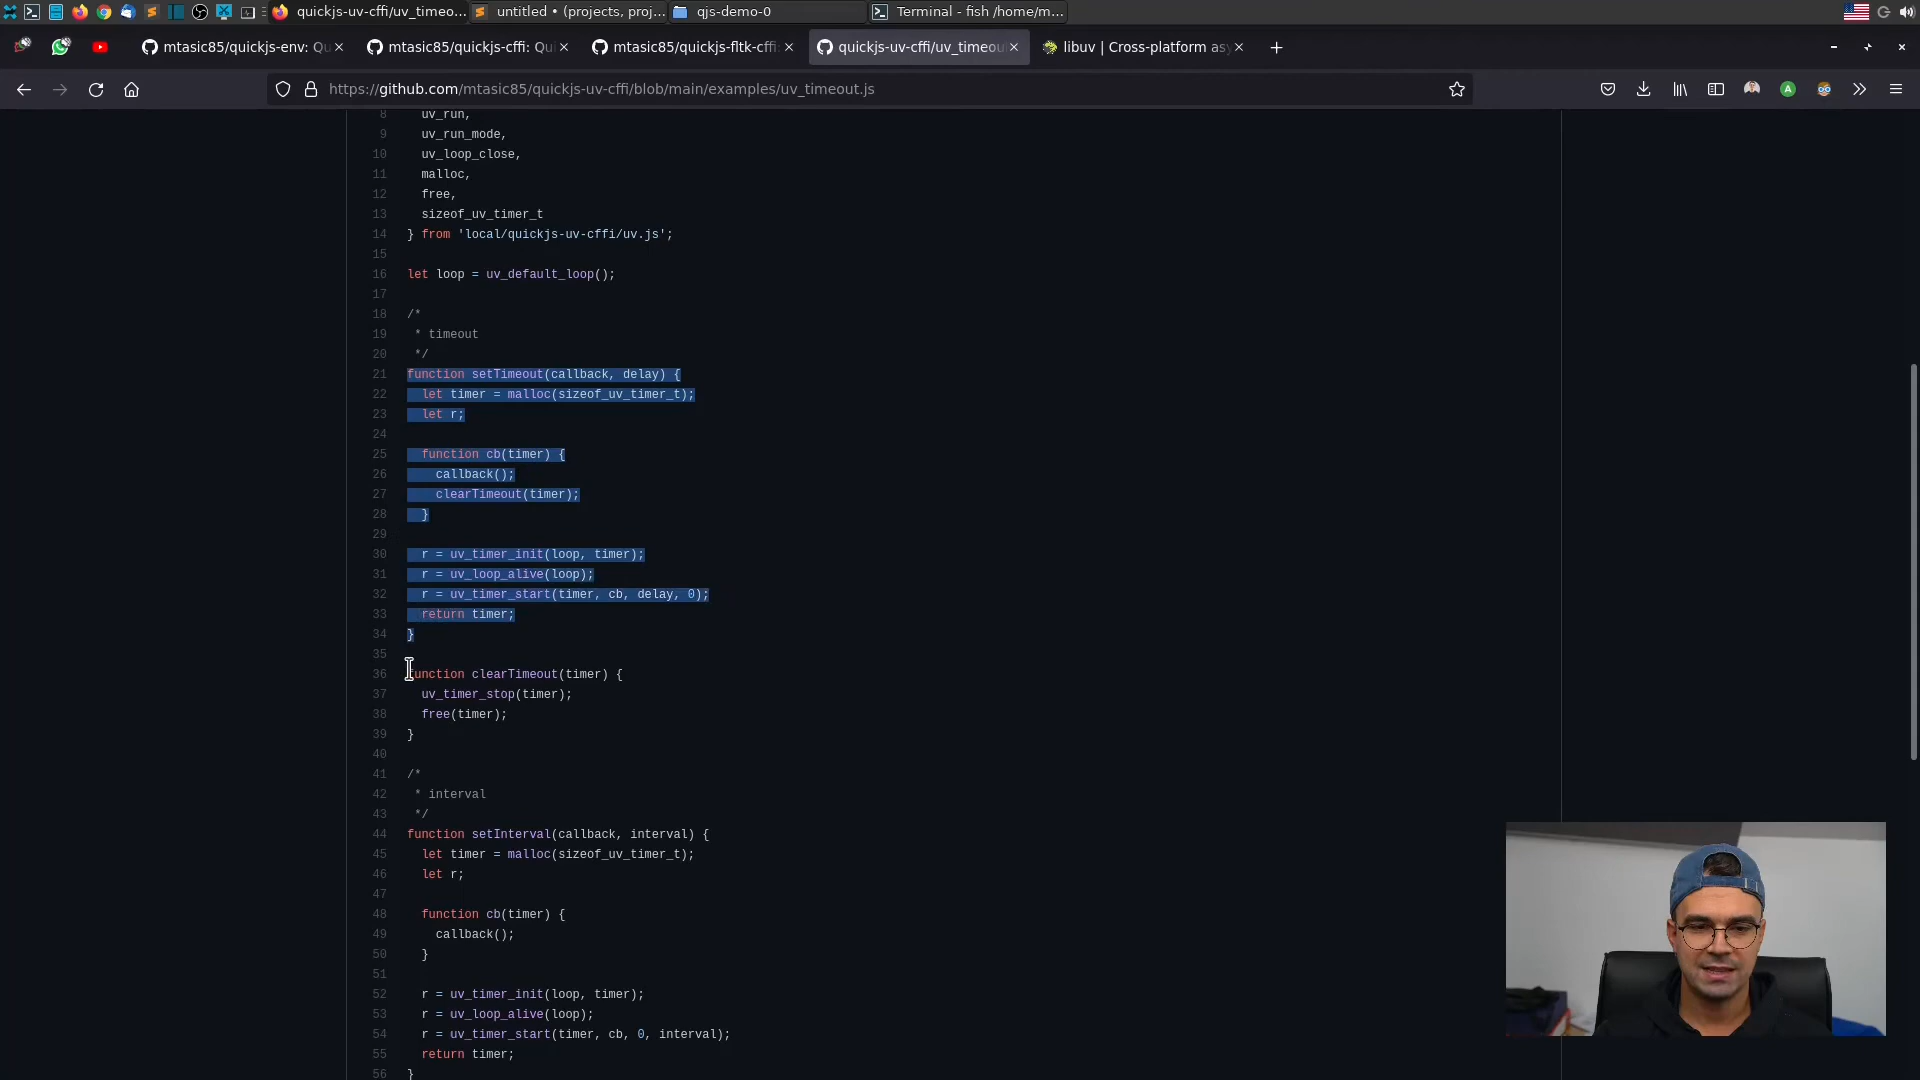 quickjs-uv-cffi/uv_timeo...
untitled • (projects, proj...
qjs-demo-0
Terminal - fish /home/m...
mtasic85/quickjs-env: Qu
mtasic85/quickjs-cffi: Qui
mtasic85/quickjs-fltk-cffi:
quickjs-uv-cffi/uv_timeou
libuv | Cross-platform asy
https://github.com/mtasic85/quickjs-uv-cffi/blob/main/examples/uv_timeout.js
8 uv_run,
9 uv_run_mode,
10 uv_loop_close,
11 malloc,
12 free,
13 sizeof_uv_timer_t
14 } from 'local/quickjs-uv-cffi/uv.js';
15
16 let loop = uv_default_loop();
17
18 /*
19 * timeout
20 */
21 function setTimeout(callback, delay) {
22 let timer = malloc(sizeof_uv_timer_t);
23 let r;
24
25 function cb(timer) {
26 callback();
27 clearTimeout(timer);
28 }
29
30 r = uv_timer_init(loop, timer);
31 r = uv_loop_alive(loop);
32 r = uv_timer_start(timer, cb, delay, 0);
33 return timer;
34 }
35
36 function clearTimeout(timer) {
37 uv_timer_stop(timer);
38 free(timer);
39 }
40
41 /*
42 * interval
43 */
44 function setInterval(callback, interval) {
45 let timer = malloc(sizeof_uv_timer_t);
46 let r;
47
48 function cb(timer) {
49 callback();
50 }
51
52 r = uv_timer_init(loop, timer);
53 r = uv_loop_alive(loop);
54 r = uv_timer_start(timer, cb, 0, interval);
55 return timer;
56 }